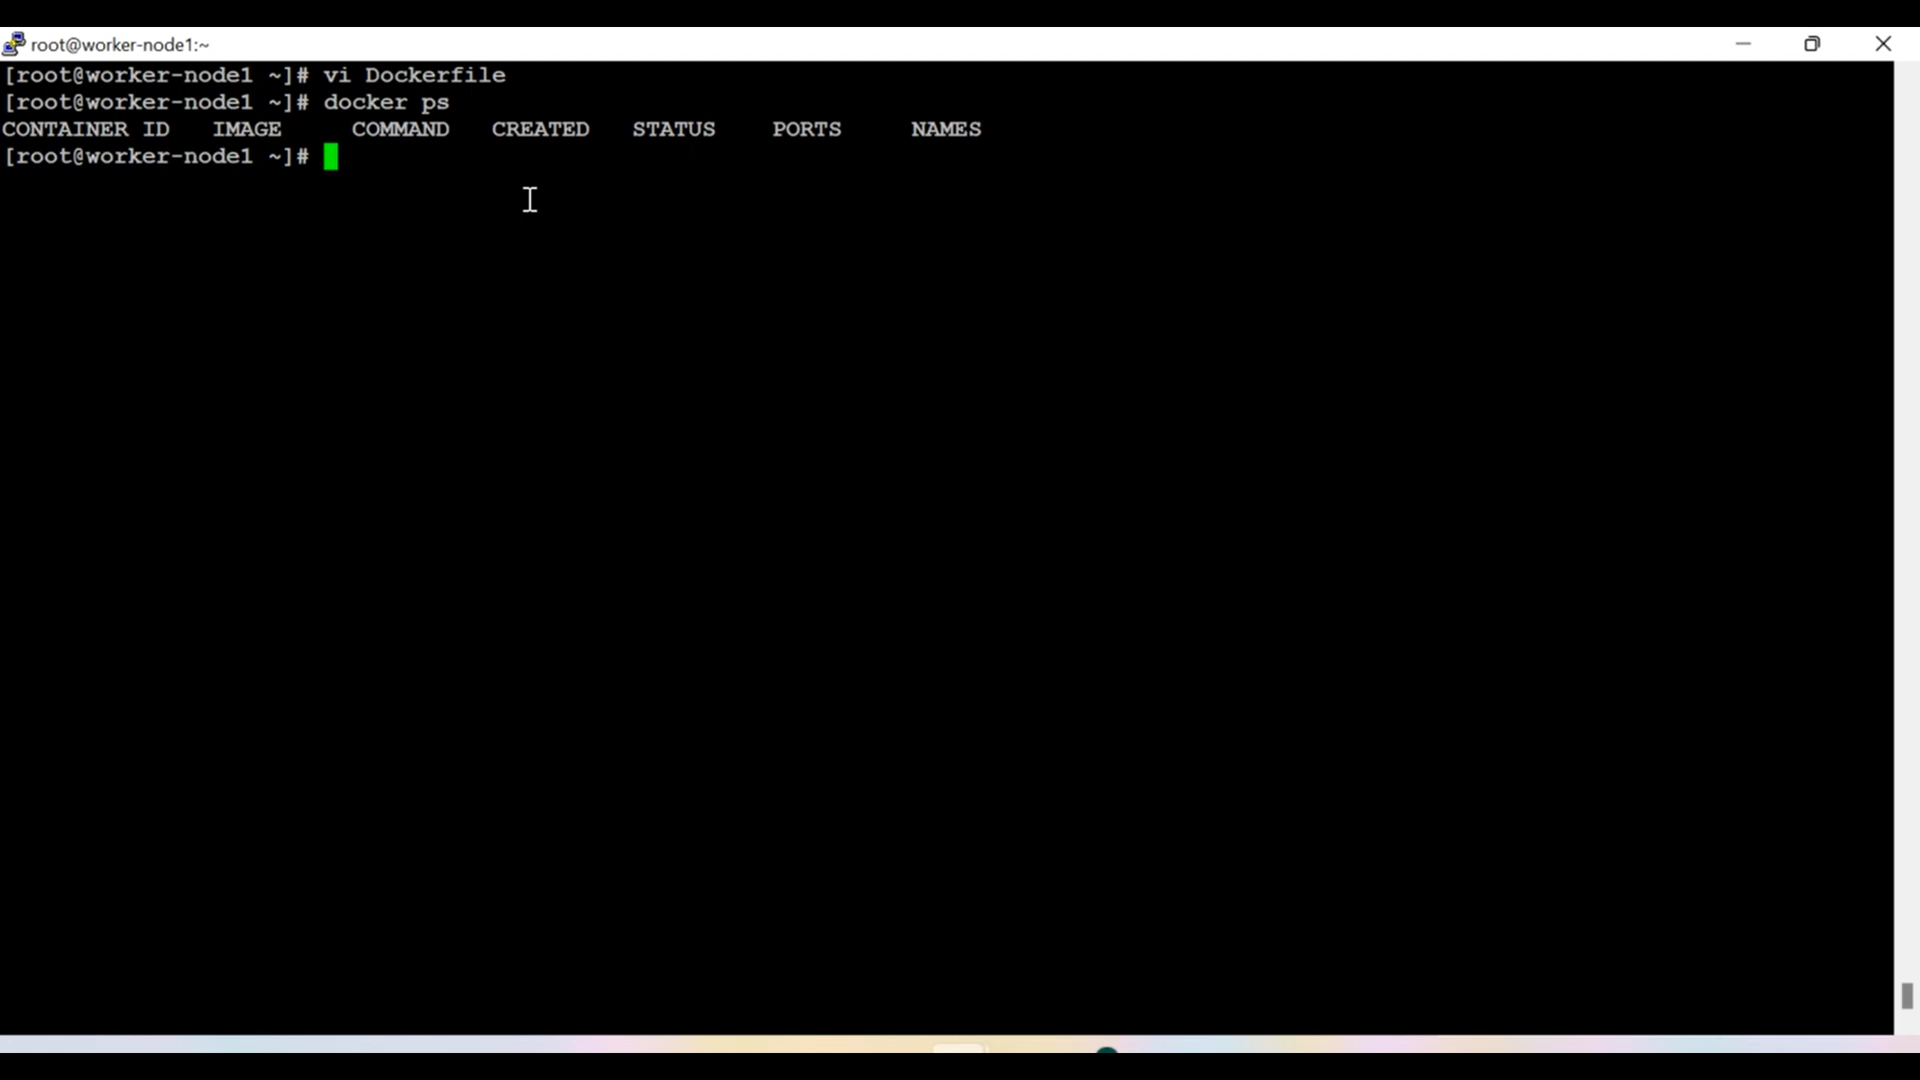 root@worker-node1:~
[root@worker-node1 ~]# vi Dockerfile
[root@worker-node1 ~]# docker ps
CONTAINER ID   IMAGE     COMMAND   CREATED   STATUS    PORTS     NAMES
[root@worker-node1 ~]#